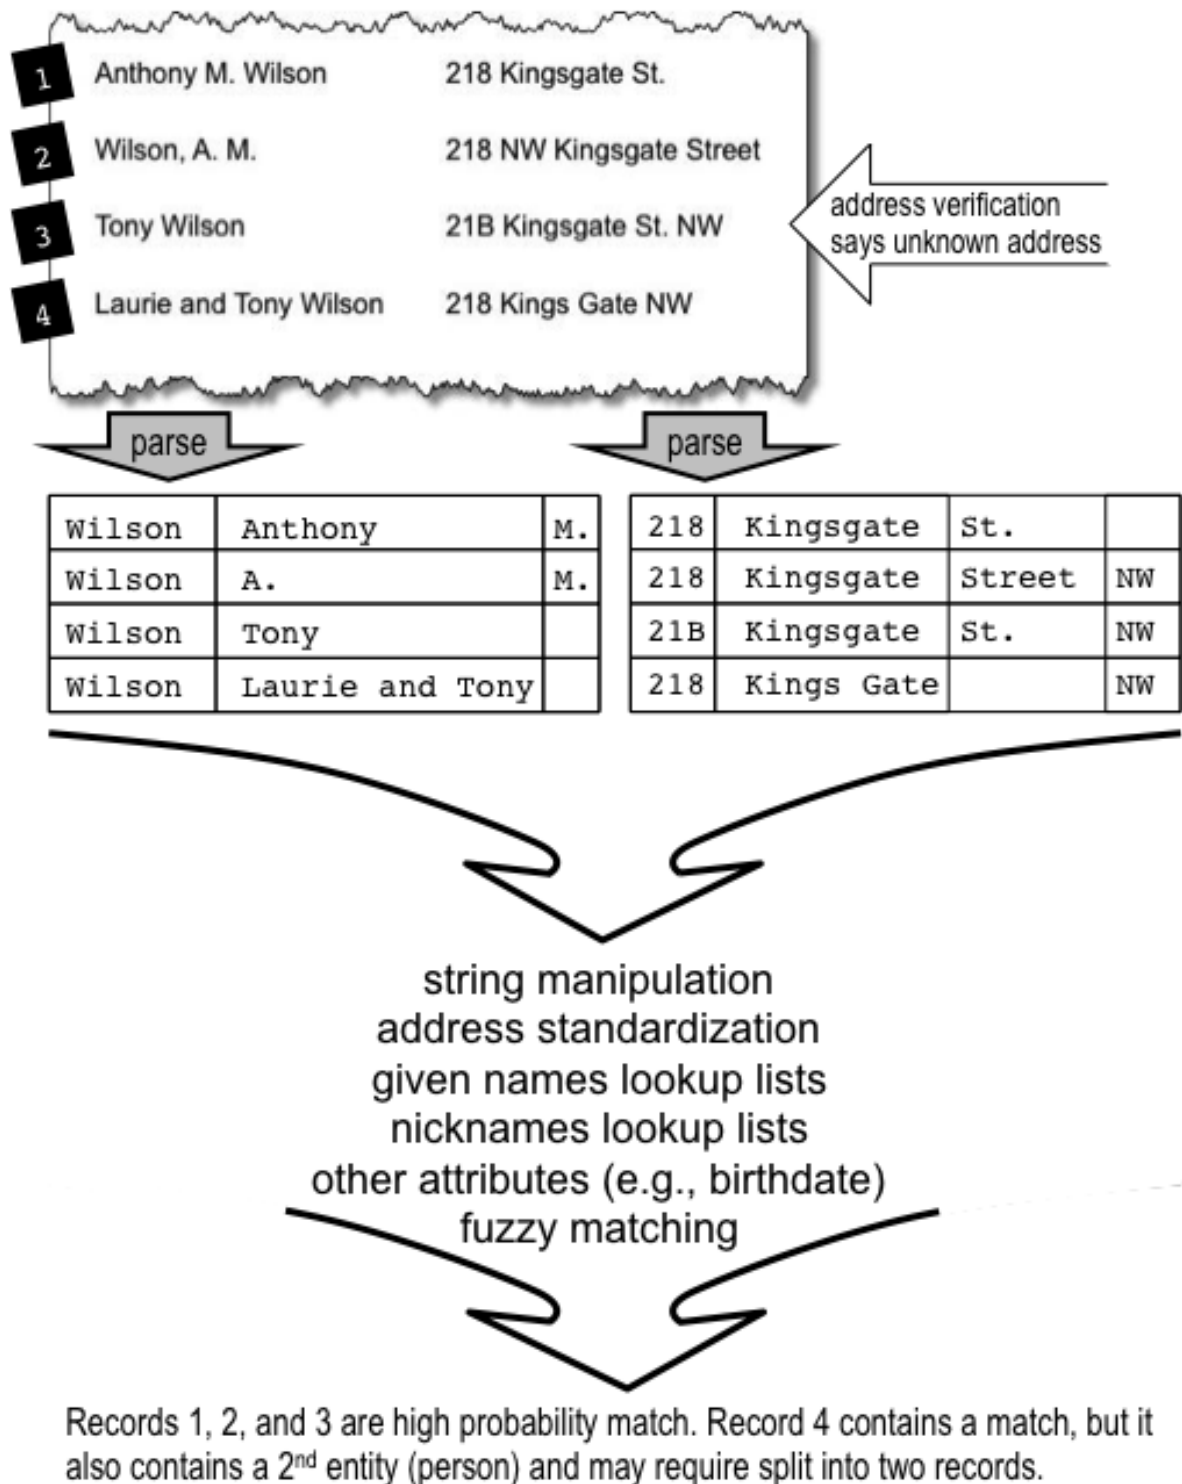 1 Anthony M. Wilson 218 Kingsgate St.
2 Wilson, A. M. 218 NW Kingsgate Street
3 Tony Wilson 21B Kingsgate St. NW
4 Laurie and Tony Wilson 218 Kings Gate NW
address verification
says unknown address
parse parse
Wilson Anthony M. 218 Kingsgate St.
Wilson A. M. 218 Kingsgate Street NW
Wilson Tony 21B Kingsgate St. NW
Wilson Laurie and Tony 218 Kings Gate NW
string manipulation
address standardization
given names lookup lists
nicknames lookup lists
other attributes (e.g., birthdate)
fuzzy matching
Records 1, 2, and 3 are high probability match. Record 4 contains a match, but it
also contains a 2nd entity (person) and may require split into two records.